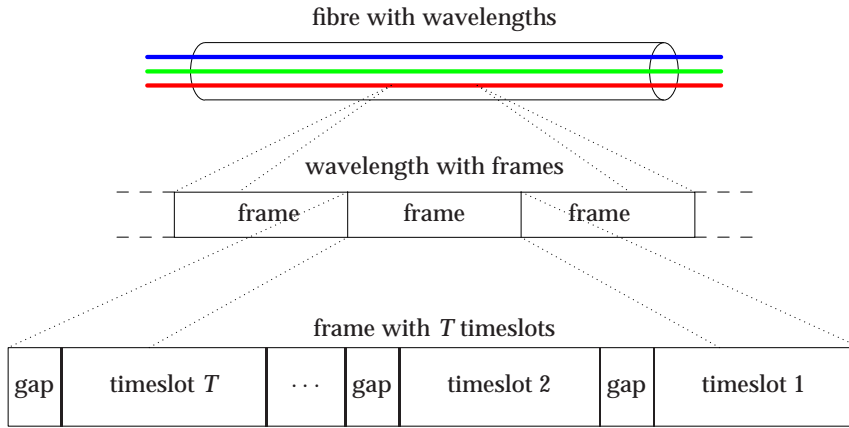 fibre with wavelengths
wavelength with frames
frame frame frame
frame with T timeslots
gap timeslot T ··· gap timeslot 2 gap timeslot 1